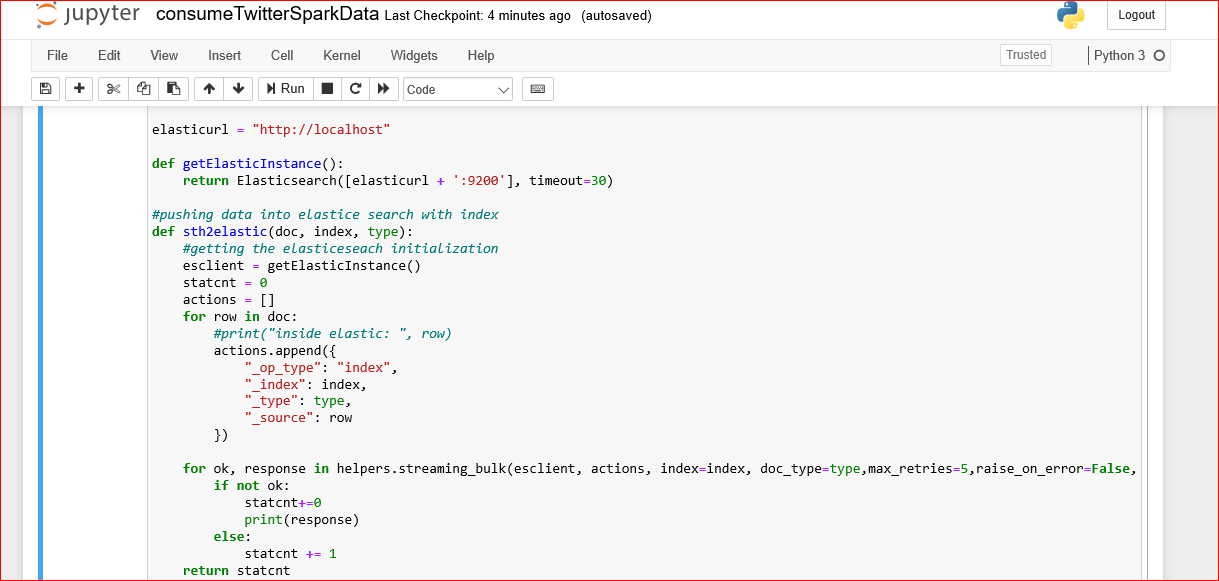 jupyter consumeTwitterSparkData Last Checkpoint: 4 minutes ago (autosaved)
Logout
File Edit View Insert Cell Kernel Widgets Help
Trusted
Python 3
Run
Code
elasticurl = "http://localhost"

def getElasticInstance():
    return Elasticsearch([elasticurl + ':9200'], timeout=30)

#pushing data into elastice search with index
def sth2elastic(doc, index, type):
    #getting the elasticeseach initialization
    esclient = getElasticInstance()
    statcnt = 0
    actions = []
    for row in doc:
        #print("inside elastic: ", row)
        actions.append({
            "_op_type": "index",
            "_index": index,
            "_type": type,
            "_source": row
        })

    for ok, response in helpers.streaming_bulk(esclient, actions, index=index, doc_type=type,max_retries=5,raise_on_error=False,
        if not ok:
            statcnt+=0
            print(response)
        else:
            statcnt += 1
    return statcnt